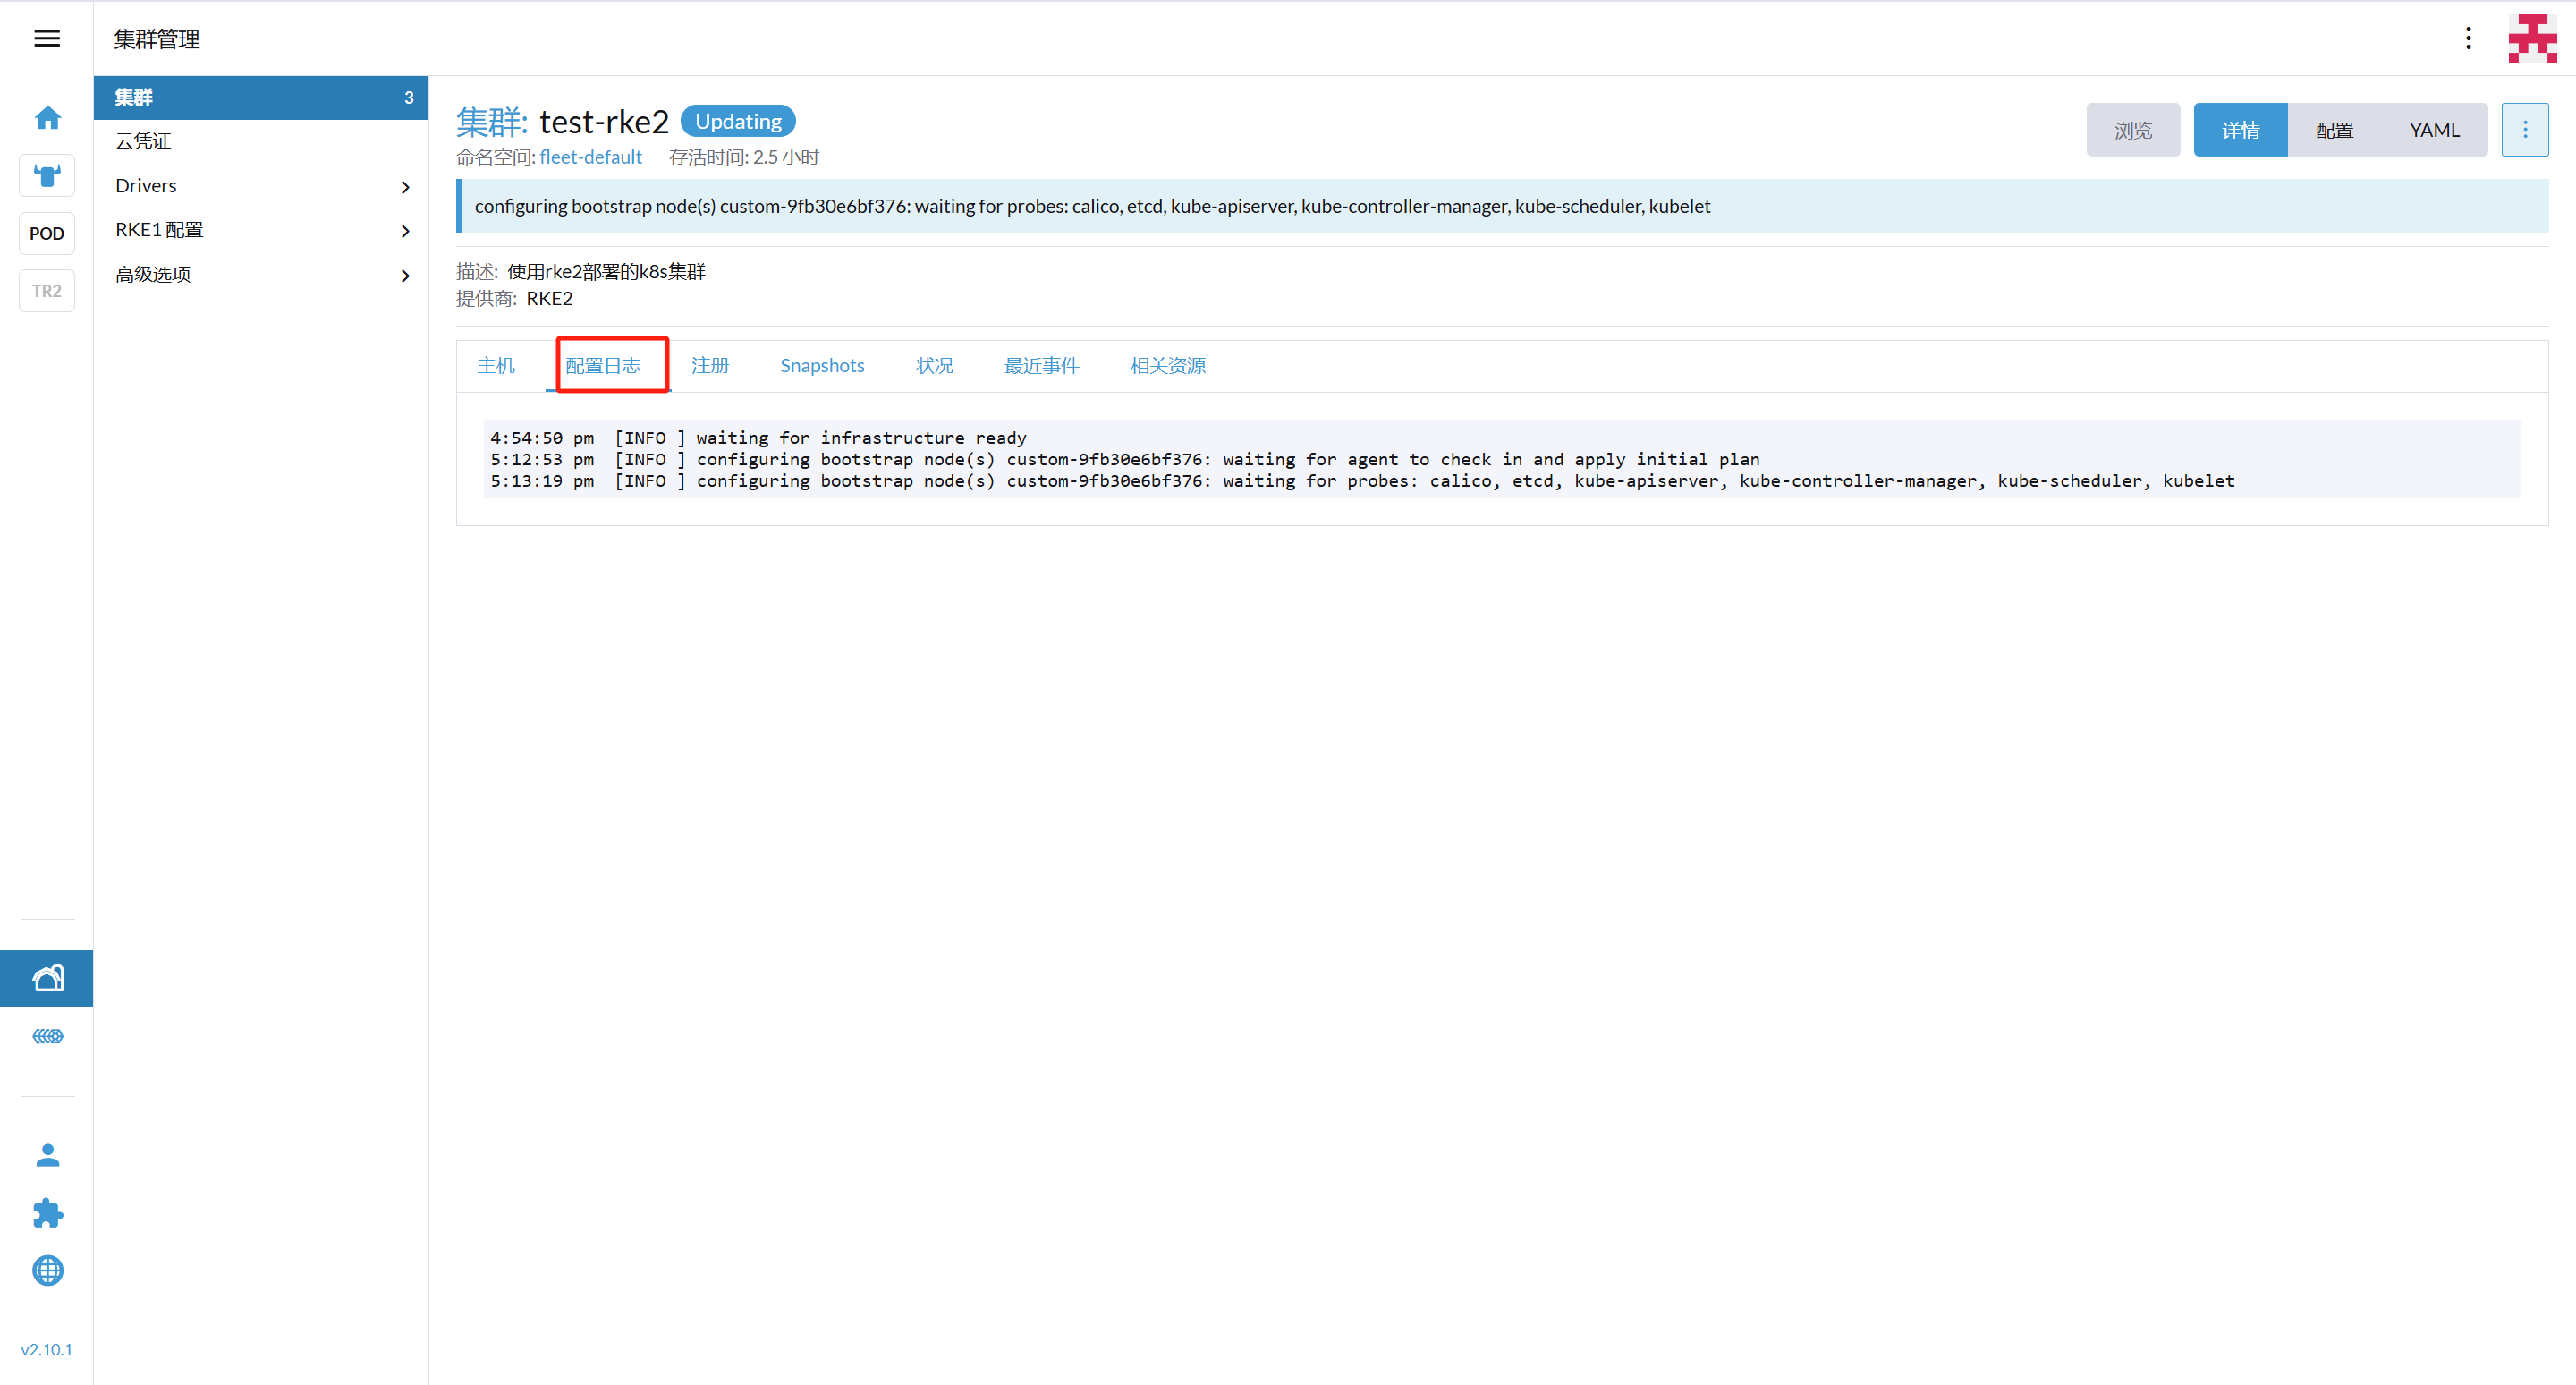 集群管理
POD
TR2
v2.10.1
集群 3
云凭证
Drivers
RKE1 配置
高级选项
集群: test-rke2 Updating
命名空间: fleet-default 存活时间: 2.5 小时
浏览 详情 配置 YAML
configuring bootstrap node(s) custom-9fb30e6bf376: waiting for probes: calico, etcd, kube-apiserver, kube-controller-manager, kube-scheduler, kubelet
描述: 使用rke2部署的k8s集群
提供商: RKE2
主机 配置日志 注册 Snapshots 状况 最近事件 相关资源
4:54:50 pm [INFO ] waiting for infrastructure ready
5:12:53 pm [INFO ] configuring bootstrap node(s) custom-9fb30e6bf376: waiting for agent to check in and apply initial plan
5:13:19 pm [INFO ] configuring bootstrap node(s) custom-9fb30e6bf376: waiting for probes: calico, etcd, kube-apiserver, kube-controller-manager, kube-scheduler, kubelet